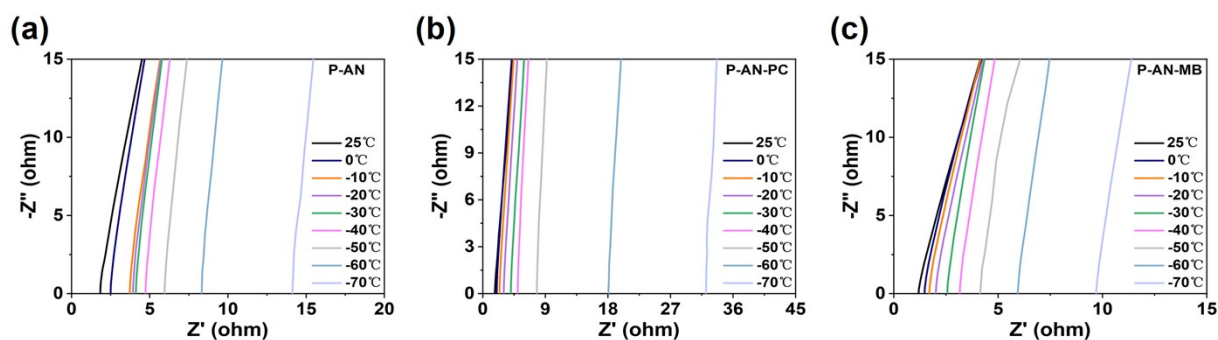 (a)
P-AN
15
10
5
0
-Z" (ohm)
25℃
0℃
-10℃
-20℃
-30℃
-40℃
-50℃
-60℃
-70℃
0 5 10 15 20
Z' (ohm)
(b)
P-AN-PC
15
12
9
6
3
0
-Z" (ohm)
25℃
0℃
-10℃
-20℃
-30℃
-40℃
-50℃
-60℃
-70℃
0 9 18 27 36 45
Z' (ohm)
(c)
P-AN-MB
15
10
5
0
-Z" (ohm)
25℃
0℃
-10℃
-20℃
-30℃
-40℃
-50℃
-60℃
-70℃
0 5 10 15
Z' (ohm)